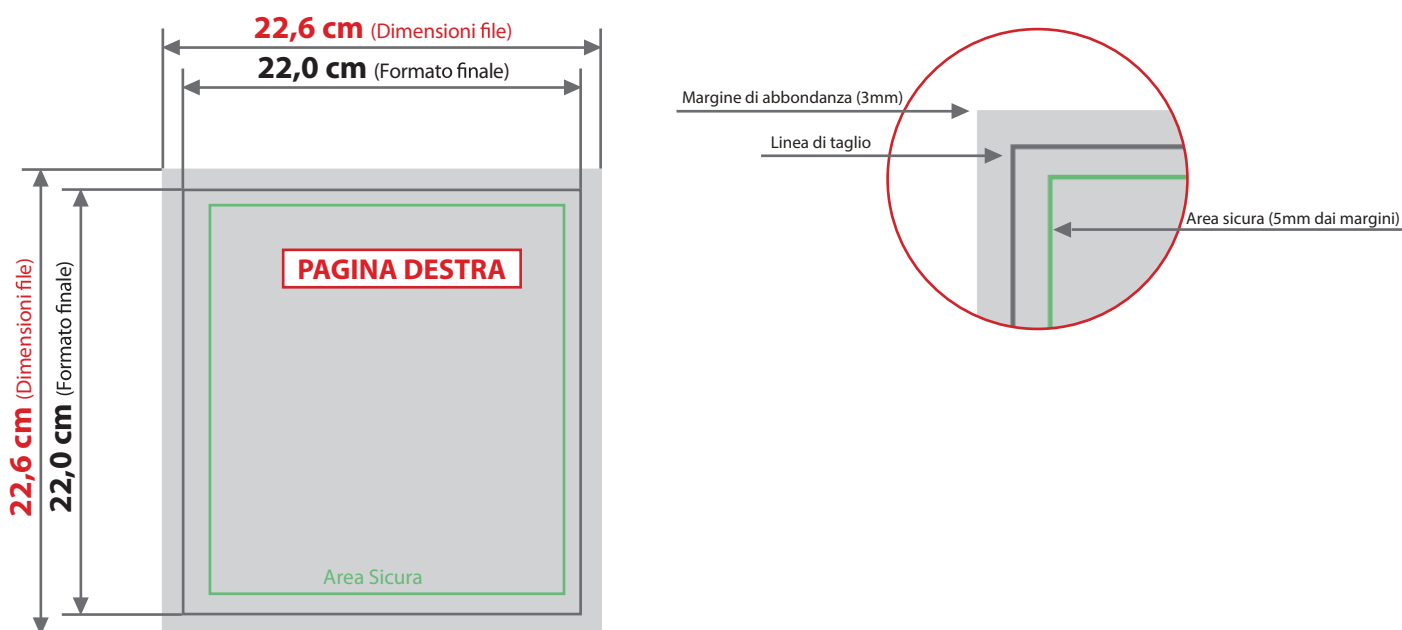 22,6 cm (Dimensioni file)
22,0 cm (Formato finale)
PAGINA DESTRA
Area Sicura
22,6 cm (Dimensioni file)
22,0 cm (Formato finale)
Margine di abbondanza (3mm)
Linea di taglio
Area sicura (5mm dai margini)